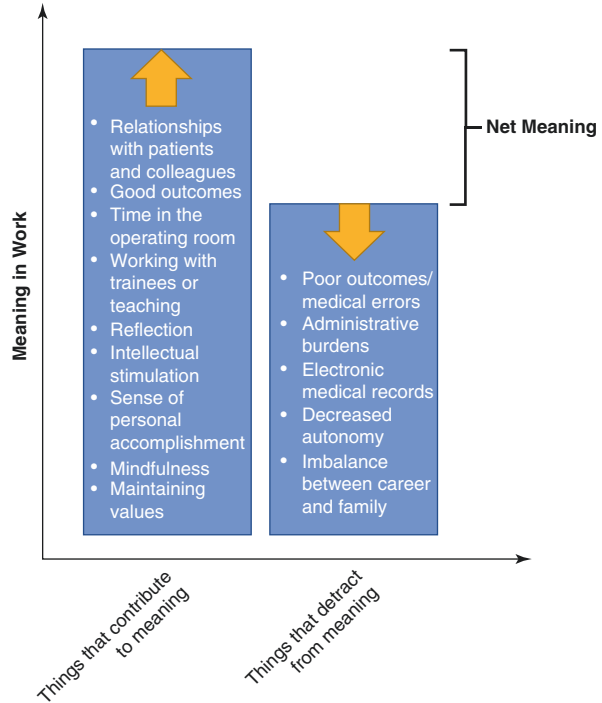 Meaning in Work
• Relationships
with patients
and colleagues
• Good outcomes
• Time in the
operating room
• Working with
trainees or
teaching
• Reflection
• Intellectual
stimulation
• Sense of
personal
accomplishment
• Mindfulness
• Maintaining
values
• Poor outcomes/
medical errors
• Administrative
burdens
• Electronic
medical records
• Decreased
autonomy
• Imbalance
between career
and family
Net Meaning
Things that contribute
to meaning
Things that detract
from meaning